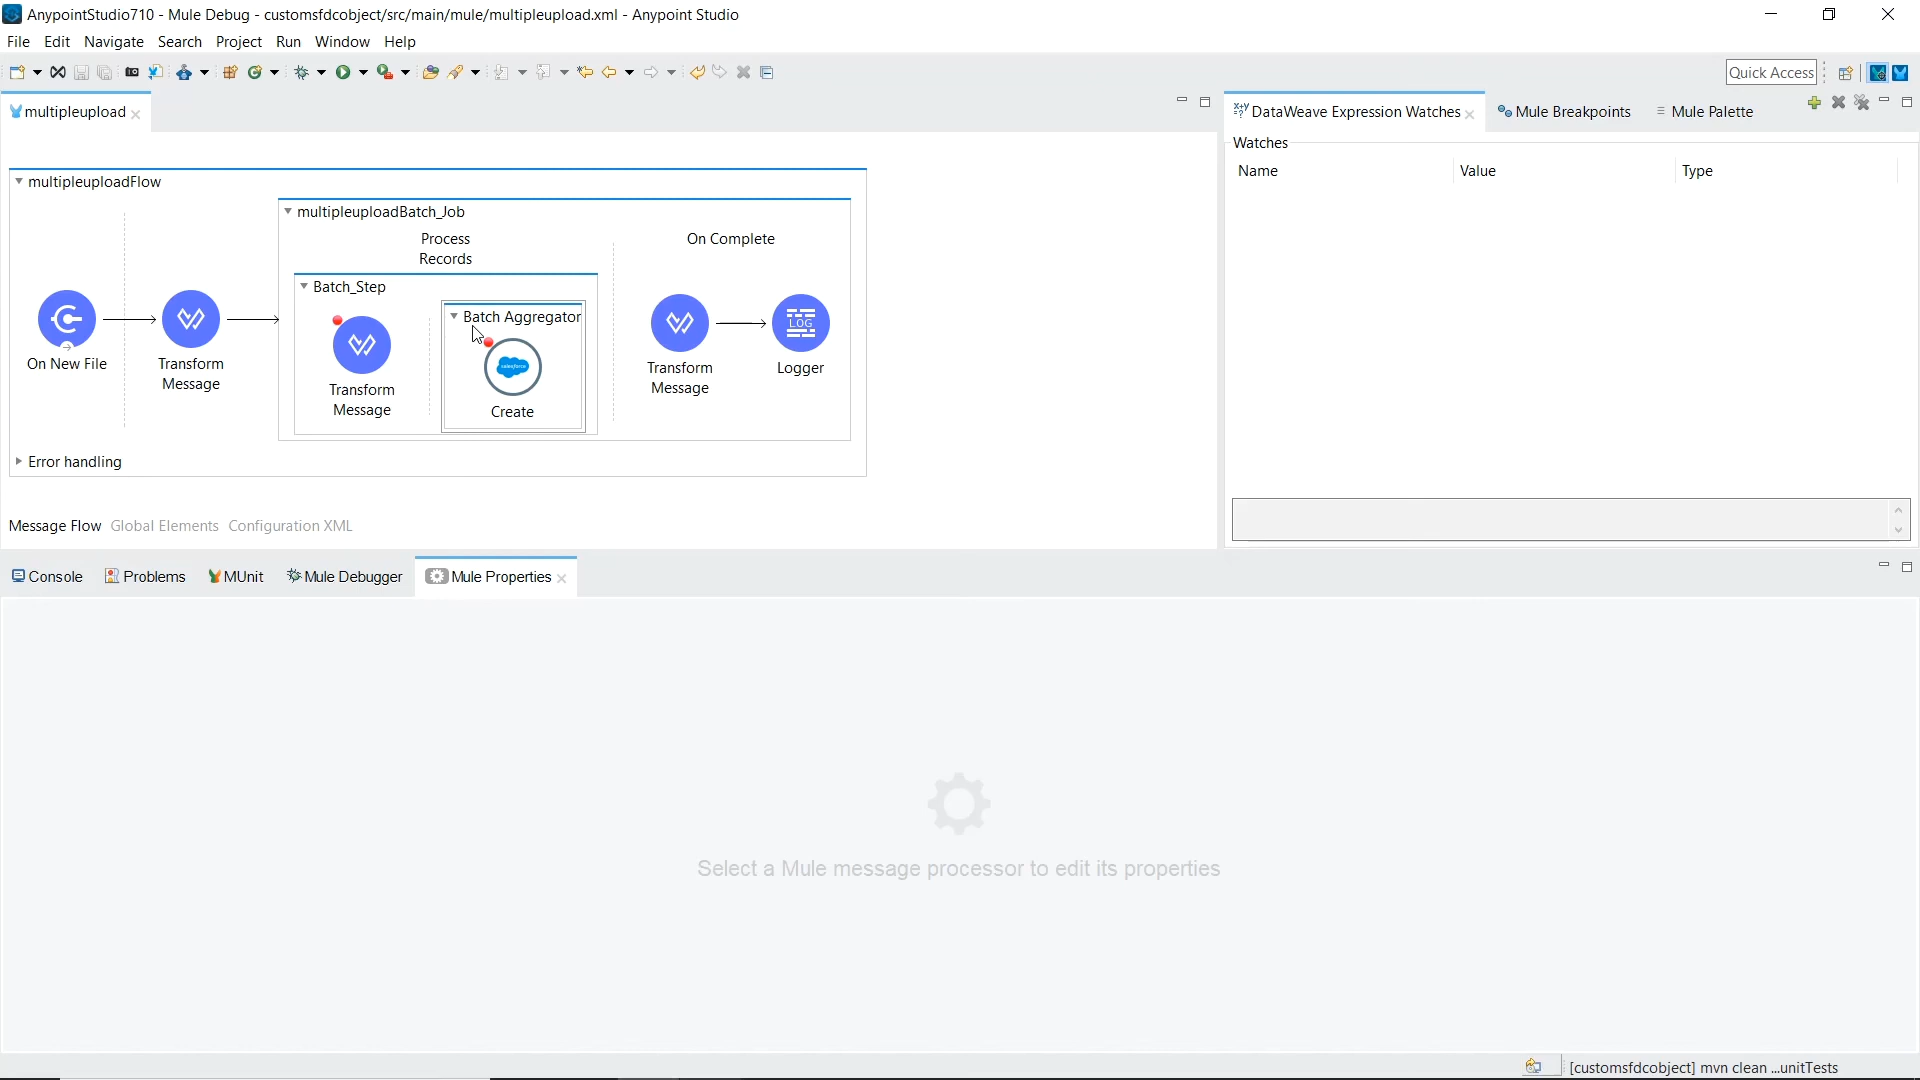 AnypointStudio710 - Mule Debug - customsfdcobject/src/main/mule/multipleupload.xml - Anypoint Studio
File Edit Navigate Search Project Run Window Help
Quick Access
multipleupload
DataWeave Expression Watches Mule Breakpoints Mule Palette
Watches
Name Value Type
multipleuploadFlow
multipleuploadBatch_Job
Process
Records
On Complete
Batch_Step
Batch Aggregator
LOG
salesforce
On New File
Transform
Message
Transform
Message
Create
Transform
Message
Logger
Error handling
Message Flow Global Elements Configuration XML
Console Problems MUnit Mule Debugger Mule Properties
Select a Mule message processor to edit its properties
[customsfdcobject] mvn clean ...unitTests